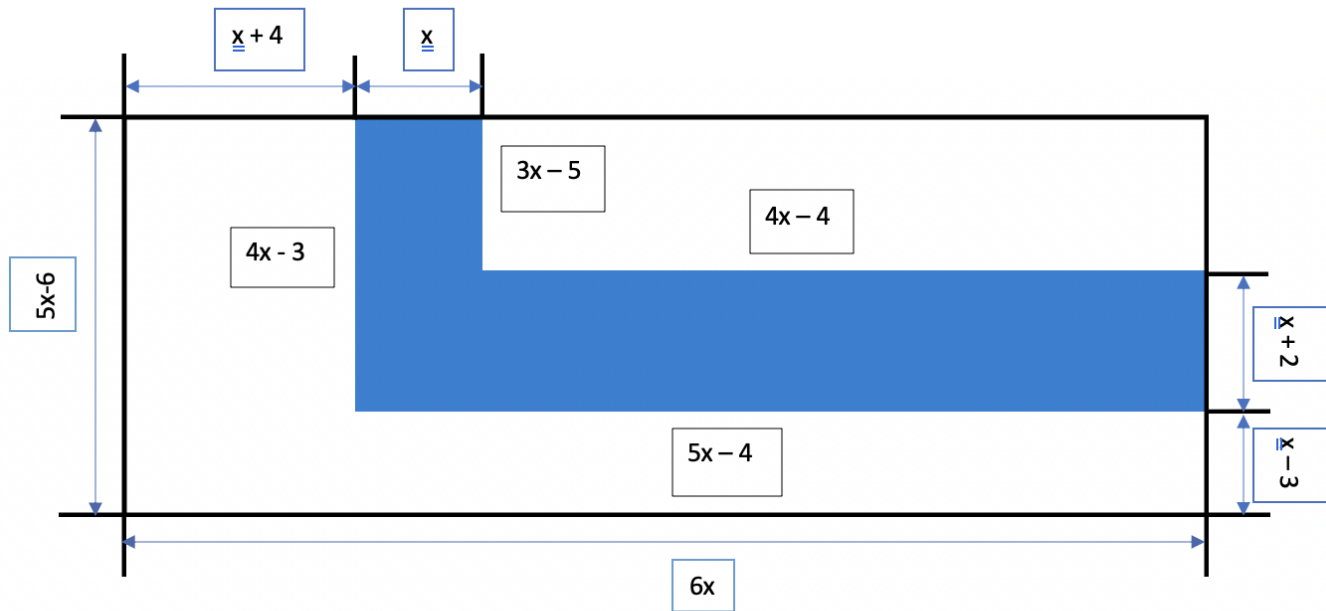 x + 4
x
3x – 5
4x – 4
4x - 3
5x-6
x + 2
5x – 4
x – 3
6x